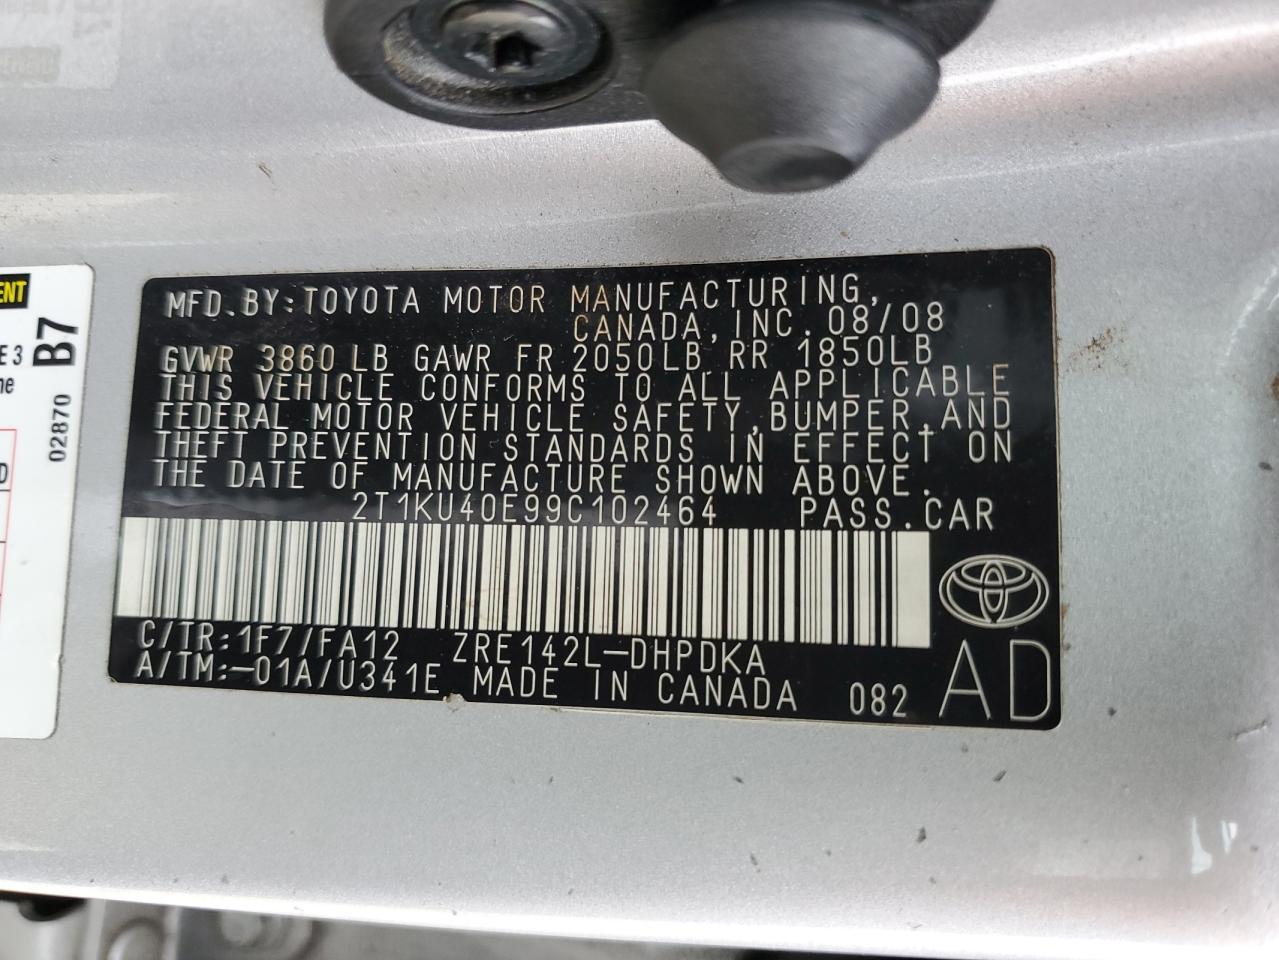 MFD.BY:TOYOTA MOTOR MANUFACTURING,
CANADA, INC. 08/08
GVWR 3860 LB GAWR FR 2050LB RR 1850LB
THIS VEHICLE CONFORMS TO ALL APPLICABLE
FEDERAL MOTOR VEHICLE SAFETY,BUMPER,AND
THEFT PREVENTION STANDARDS IN EFFECT ON
THE DATE OF MANUFACTURE SHOWN ABOVE.
2T1KU40E99C102464 PASS.CAR
C/TR:1F7/FA12 ZRE142L-DHPDKA
A/TM:-01A/U341E MADE IN CANADA 082
AD
B7
02870